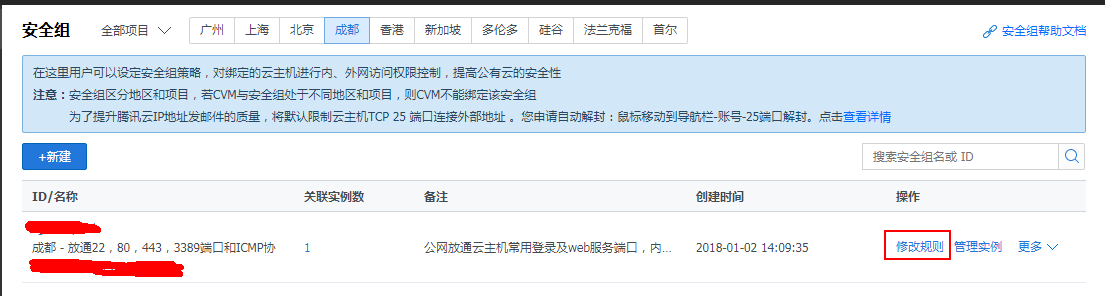 安全组 全部项目 广州 上海 北京 成都 香港 新加坡 多伦多 硅谷 法兰克福 首尔 安全组帮助文档
在这里用户可以设定安全组策略，对绑定的云主机进行内、外网访问权限控制，提高公有云的安全性
注意：安全组区分地区和项目，若CVM与安全组处于不同地区和项目，则CVM不能绑定该安全组
为了提升腾讯云IP地址发邮件的质量，将默认限制云主机TCP 25 端口连接外部地址 。您申请自动解封：鼠标移动到导航栏-账号-25端口解封。点击查看详情
+新建 搜索安全组名或 ID
ID/名称 关联实例数 备注 创建时间 操作
成都 - 放通22，80，443，3389端口和ICMP协 1 公网放通云主机常用登录及web服务端口，内... 2018-01-02 14:09:35 修改规则 管理实例 更多